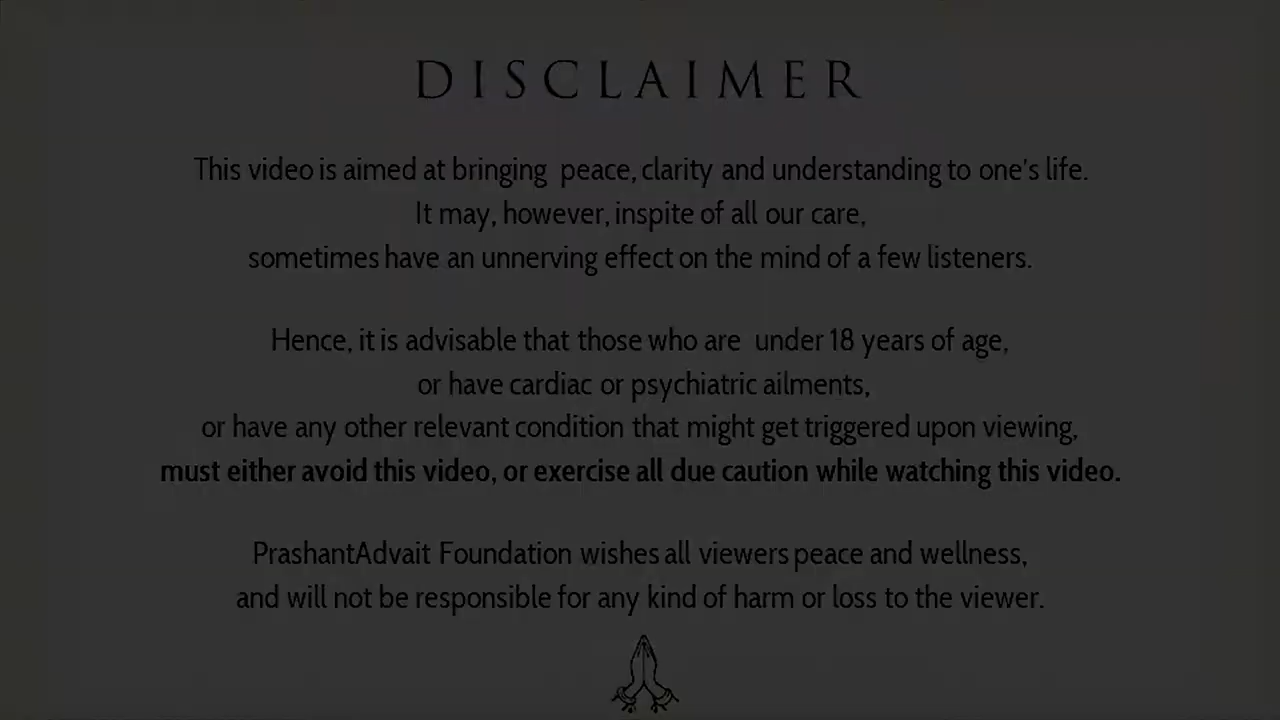 DISCLAIMER
This video is aimed at bringing peace, clarity and understanding to one's life.
It may, however, inspite of all our care,
sometimes have an unnerving effect on the mind of a few listeners.
Hence, it is advisable that those who are under 18 years of age,
or have cardiac or psychiatric ailments,
or have any other relevant condition that might get triggered upon viewing,
must either avoid this video, or exercise all due caution while watching this video.
PrashantAdvait Foundation wishes all viewers peace and wellness,
and will not be responsible for any kind of harm or loss to the viewer.